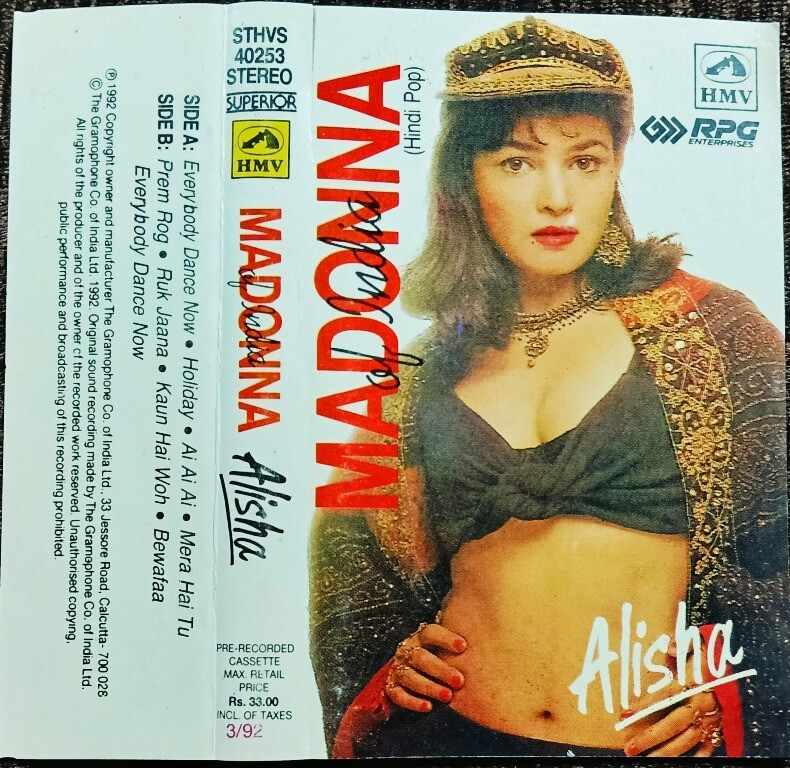 ℗ 1992 Copyright owner and manufacturer The Gramophone Co. of India Ltd., 33 Jessore Road, Calcutta- 700 028
© The Gramophone Co. of India Ltd. 1992. Original sound recording made by The Gramophone Co. of India Ltd.
All rights of the producer and of the owner of the recorded work reserved. Unauthorised copying,
public performance and broadcasting of this recording prohibited.
SIDE A: Everybody Dance Now • Holiday • Ai Ai Ai • Mera Hai Tu
SIDE B: Prem Rog • Ruk Jaana • Kaun Hai Woh • Bewafaa
Everybody Dance Now
STHVS
40253
STEREO
SUPERIOR
HMV
MADONNA
of India
Alisha
PRE-RECORDED
CASSETTE
MAX. RETAIL
PRICE
Rs. 33.00
INCL. OF TAXES
3/92
MADONNA
of India
(Hindi Pop)
HMV
RPG
ENTERPRISES
Alisha